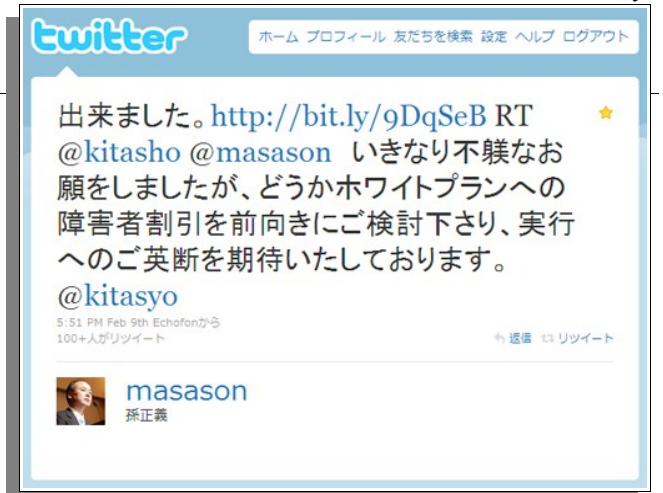 twitter
ホーム プロフィール 友だちを検索 設定 ヘルプ ログアウト
出来ました。http://bit.ly/9DqSeB RT
@kitasho @masason いきなり不躾なお
願をしましたが、どうかホワイトプランへの
障害者割引を前向きにご検討下さり、実行
へのご英断を期待いたしております。
@kitasyo
5:51 PM Feb 9th Echofonから
100+人がリツイート
返信 リツイート
masason
孫正義